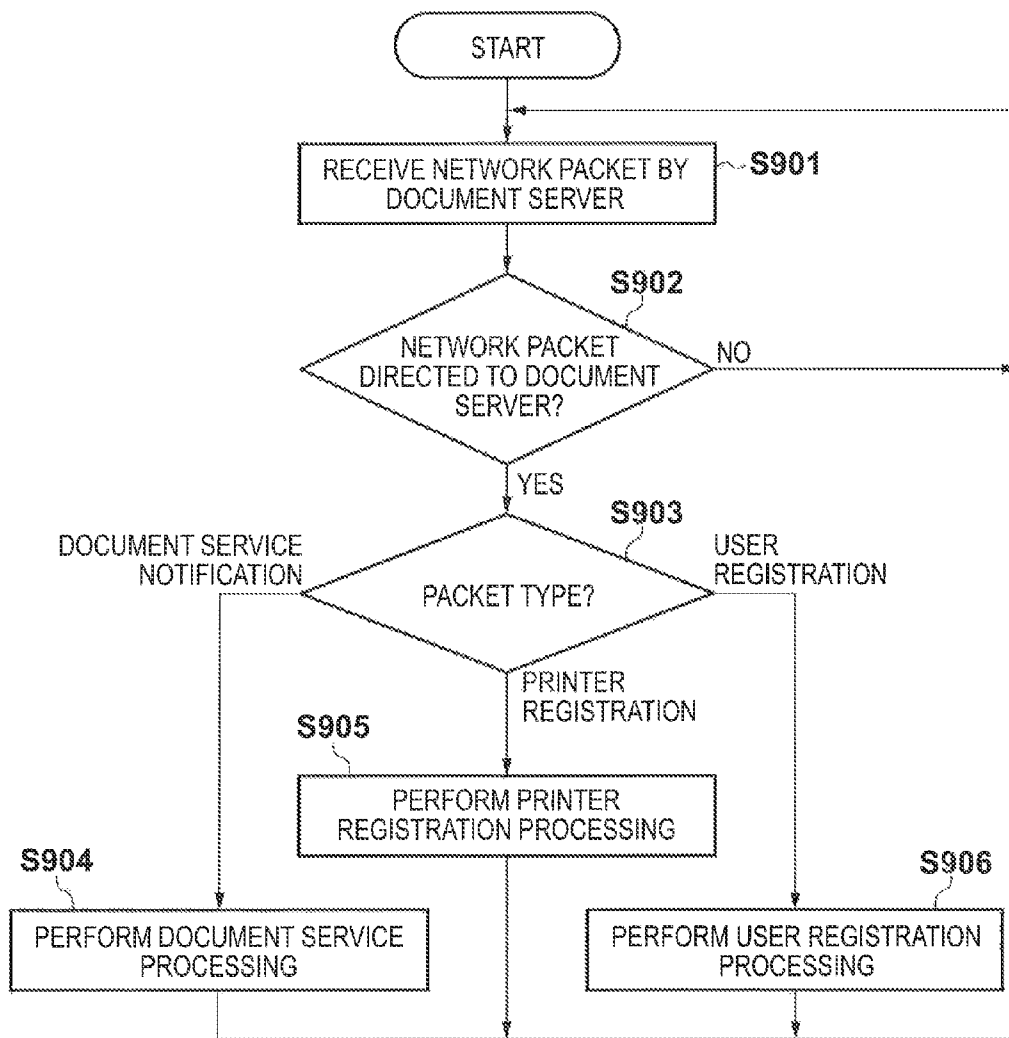 START
RECEIVE NETWORK PACKET BY
DOCUMENT SERVER
S901
S902
NETWORK PACKET
DIRECTED TO DOCUMENT
SERVER?
NO
YES
S903
DOCUMENT SERVICE
NOTIFICATION
USER
REGISTRATION
PACKET TYPE?
PRINTER
REGISTRATION
S905
PERFORM PRINTER
REGISTRATION PROCESSING
S904
S906
PERFORM DOCUMENT SERVICE
PROCESSING
PERFORM USER REGISTRATION
PROCESSING